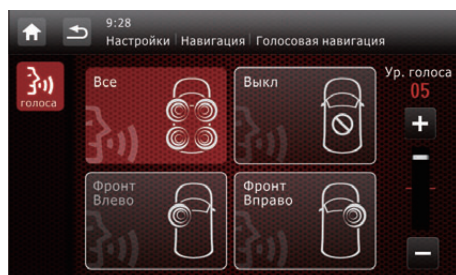 9:28
Настройки Навигация Голосовая навигация
голоса
Все
Выкл
Ур. голоса
05
Фронт
Влево
Фронт
Вправо